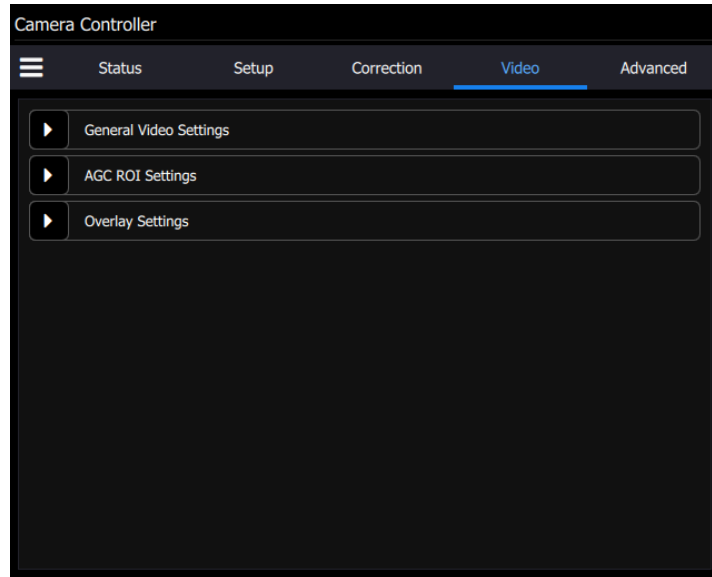 Camera Controller
Status Setup Correction Video Advanced
General Video Settings
AGC ROI Settings
Overlay Settings